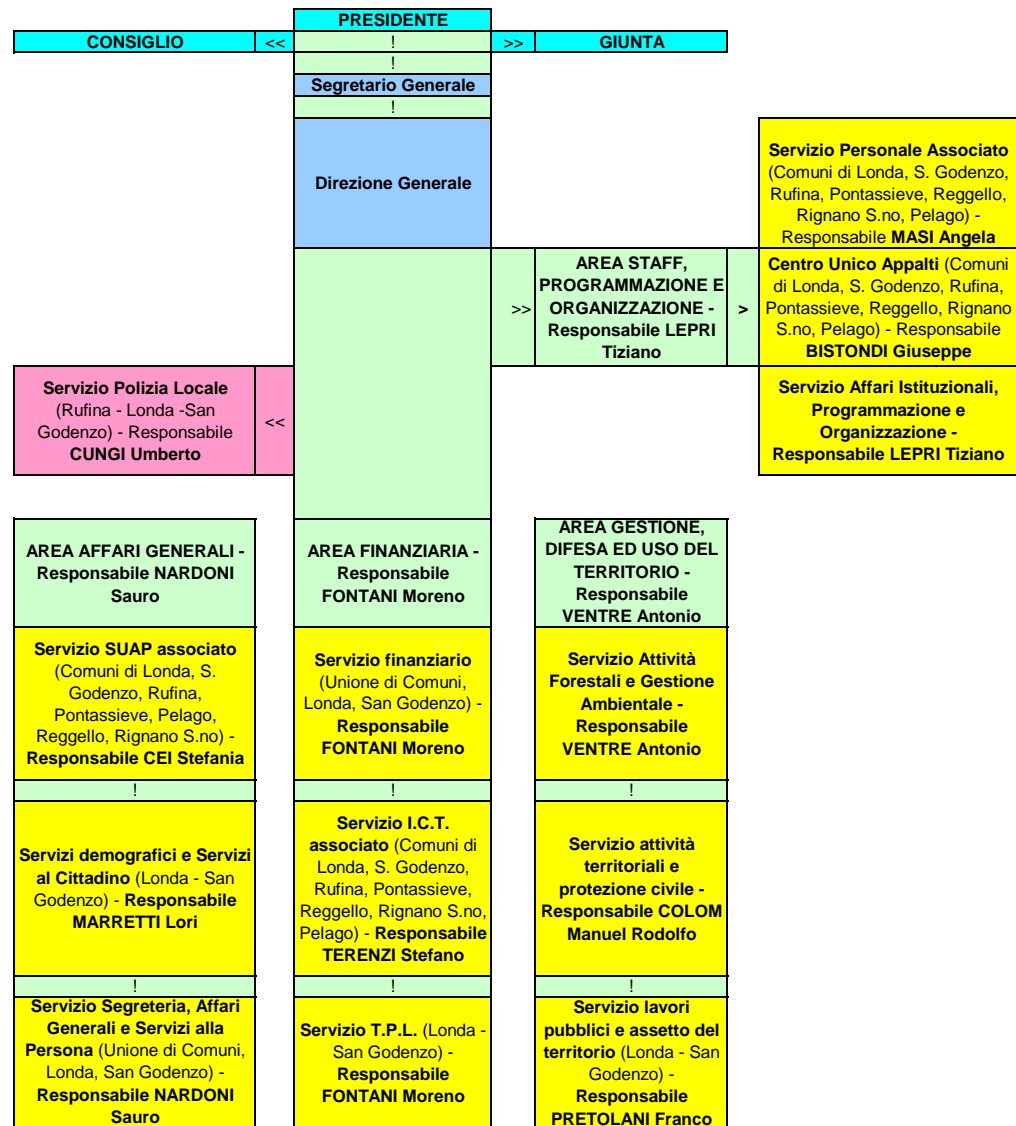 PRESIDENTE
CONSIGLIO << ! >> GIUNTA
!
Segretario Generale
!
Direzione Generale
Servizio Personale Associato
(Comuni di Londa, S. Godenzo,
Rufina, Pontassieve, Reggello,
Rignano S.no, Pelago) -
Responsabile MASI Angela
>>
AREA STAFF,
PROGRAMMAZIONE E
ORGANIZZAZIONE -
Responsabile LEPRI
Tiziano
>
Centro Unico Appalti (Comuni
di Londa, S. Godenzo, Rufina,
Pontassieve, Reggello, Rignano
S.no, Pelago) - Responsabile
BISTONDI Giuseppe
Servizio Polizia Locale
(Rufina - Londa -San
Godenzo) - Responsabile
CUNGI Umberto
<<
Servizio Affari Istituzionali,
Programmazione e
Organizzazione -
Responsabile LEPRI Tiziano
AREA AFFARI GENERALI -
Responsabile NARDONI
Sauro
AREA FINANZIARIA -
Responsabile
FONTANI Moreno
AREA GESTIONE,
DIFESA ED USO DEL
TERRITORIO -
Responsabile
VENTRE Antonio
Servizio SUAP associato
(Comuni di Londa, S.
Godenzo, Rufina,
Pontassieve, Pelago,
Reggello, Rignano S.no) -
Responsabile CEI Stefania
Servizio finanziario
(Unione di Comuni,
Londa, San Godenzo) -
Responsabile
FONTANI Moreno
Servizio Attività
Forestali e Gestione
Ambientale -
Responsabile
VENTRE Antonio
! ! !
Servizi demografici e Servizi
al Cittadino (Londa - San
Godenzo) - Responsabile
MARRETTI Lori
Servizio I.C.T.
associato (Comuni di
Londa, S. Godenzo,
Rufina, Pontassieve,
Reggello, Rignano S.no,
Pelago) - Responsabile
TERENZI Stefano
Servizio attività
territoriali e
protezione civile -
Responsabile COLOM
Manuel Rodolfo
! ! !
Servizio Segreteria, Affari
Generali e Servizi alla
Persona (Unione di Comuni,
Londa, San Godenzo) -
Responsabile NARDONI
Sauro
Servizio T.P.L. (Londa -
San Godenzo) -
Responsabile
FONTANI Moreno
Servizio lavori
pubblici e assetto del
territorio (Londa - San
Godenzo) -
Responsabile
PRETOLANI Franco